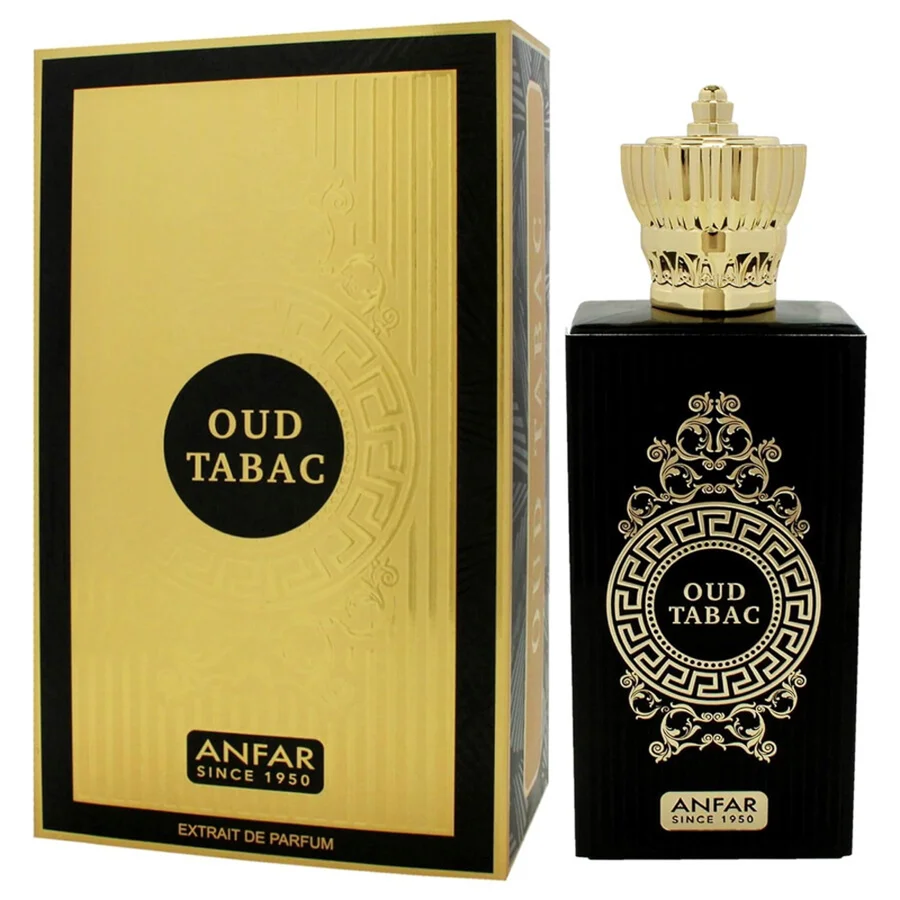 OUD
TABAC
ANFAR
SINCE 1950
EXTRAIT DE PARFUM
OUD TABAC
OUD
TABAC
ANFAR
SINCE 1950